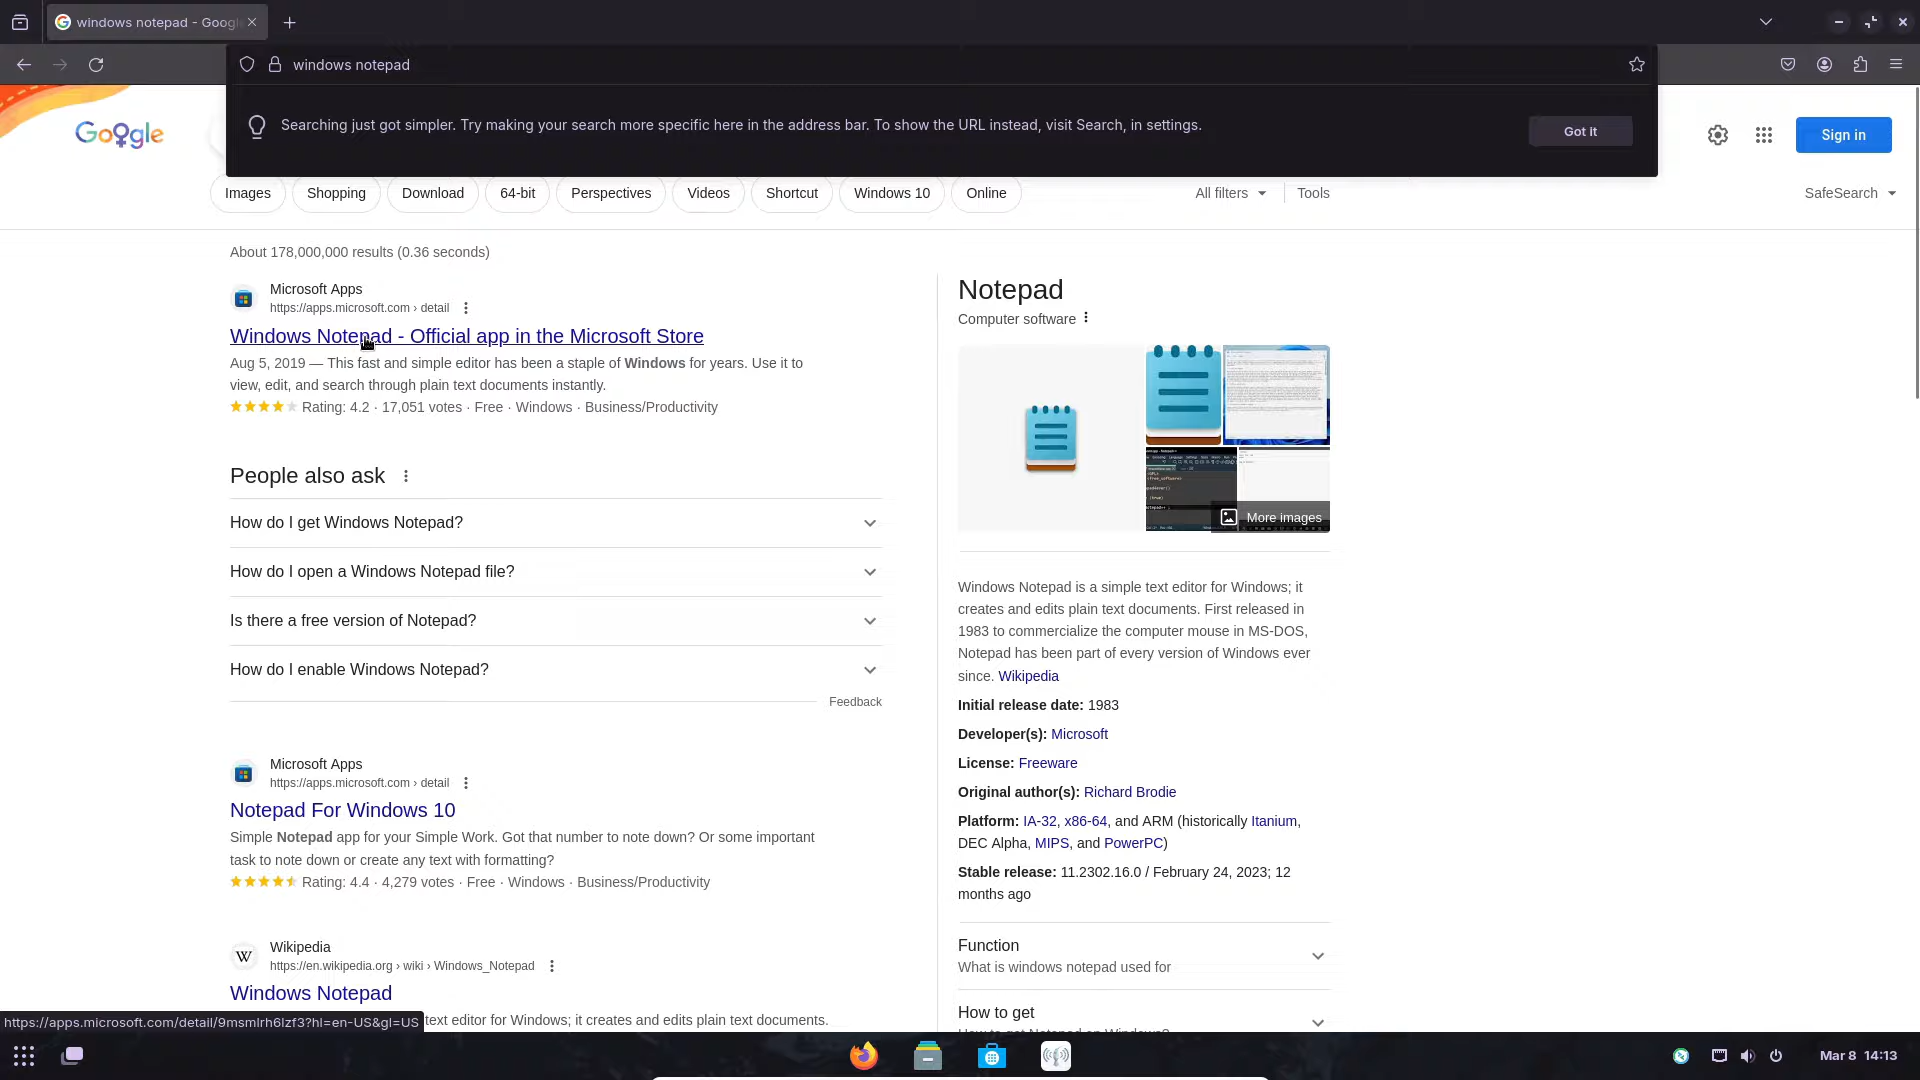 windows notepad - Googl
windows notepad
Searching just got simpler. Try making your search more specific here in the address bar. To show the URL instead, visit Search, in settings.
Got it
Google
Sign in
Images
Shopping
Download
64-bit
Perspectives
Videos
Shortcut
Windows 10
Online
All filters
Tools
SafeSearch
About 178,000,000 results (0.36 seconds)
Microsoft Apps
https://apps.microsoft.com › detail
Windows Notepad - Official app in the Microsoft Store
Aug 5, 2019 — This fast and simple editor has been a staple of Windows for years. Use it to
view, edit, and search through plain text documents instantly.
Rating: 4.2 · 17,051 votes · Free · Windows · Business/Productivity
People also ask
How do I get Windows Notepad?
How do I open a Windows Notepad file?
Is there a free version of Notepad?
How do I enable Windows Notepad?
Feedback
Microsoft Apps
https://apps.microsoft.com › detail
Notepad For Windows 10
Simple Notepad app for your Simple Work. Got that number to note down? Or some important
task to note down or create any text with formatting?
Rating: 4.4 · 4,279 votes · Free · Windows · Business/Productivity
W
Wikipedia
https://en.wikipedia.org › wiki › Windows_Notepad
Windows Notepad
text editor for Windows; it creates and edits plain text documents.
https://apps.microsoft.com/detail/9msmlrh6lzf3?hl=en-US&gl=US
Notepad
Computer software
More images
Windows Notepad is a simple text editor for Windows; it
creates and edits plain text documents. First released in
1983 to commercialize the computer mouse in MS-DOS,
Notepad has been part of every version of Windows ever
since. Wikipedia
Initial release date: 1983
Developer(s): Microsoft
License: Freeware
Original author(s): Richard Brodie
Platform: IA-32, x86-64, and ARM (historically Itanium,
DEC Alpha, MIPS, and PowerPC)
Stable release: 11.2302.16.0 / February 24, 2023; 12
months ago
Function
What is windows notepad used for
How to get
How to get Notepad on Windows?
Mar 8 14:13